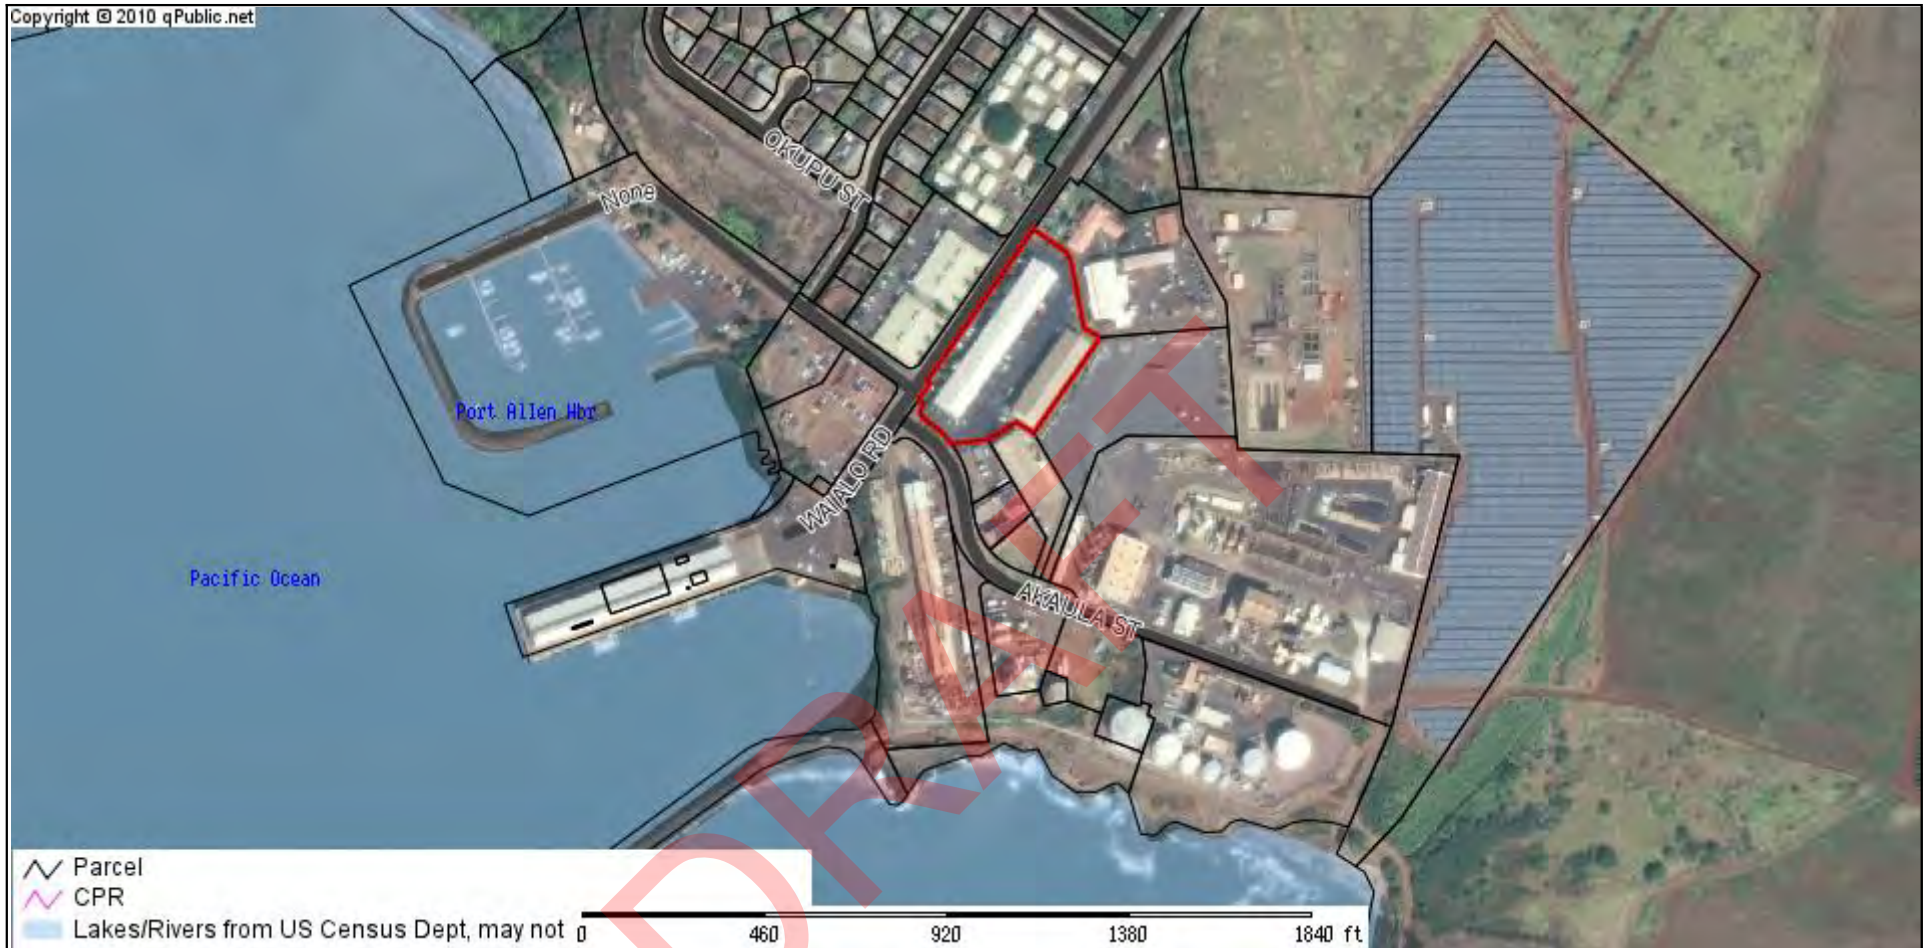 Copyright © 2010 qPublic.net
OKUPU ST
None
Port Allen Hbr
WAIALO RD
Pacific Ocean
AKAULA ST
DRAFT
Parcel
CPR
Lakes/Rivers from US Census Dept, may not
0 460 920 1380 1840 ft